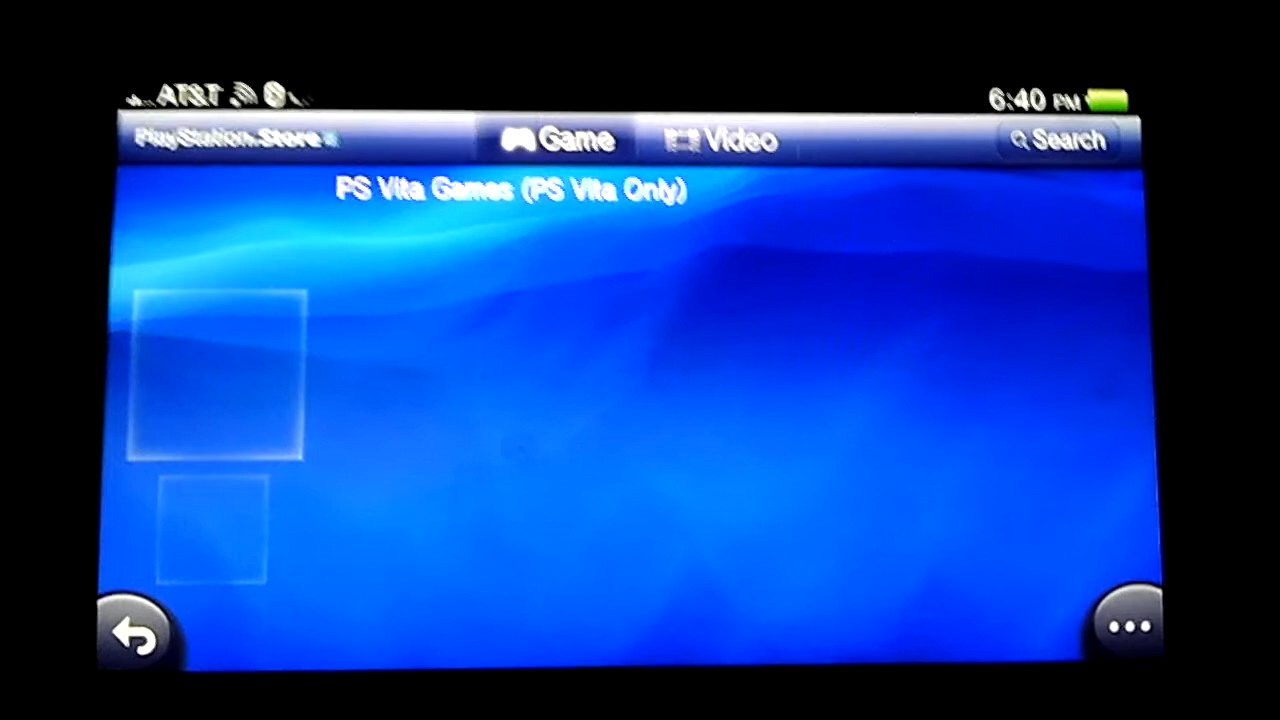 AT&T
6:40 PM
PlayStation Store
Game
Video
Search
PS Vita Games (PS Vita Only)